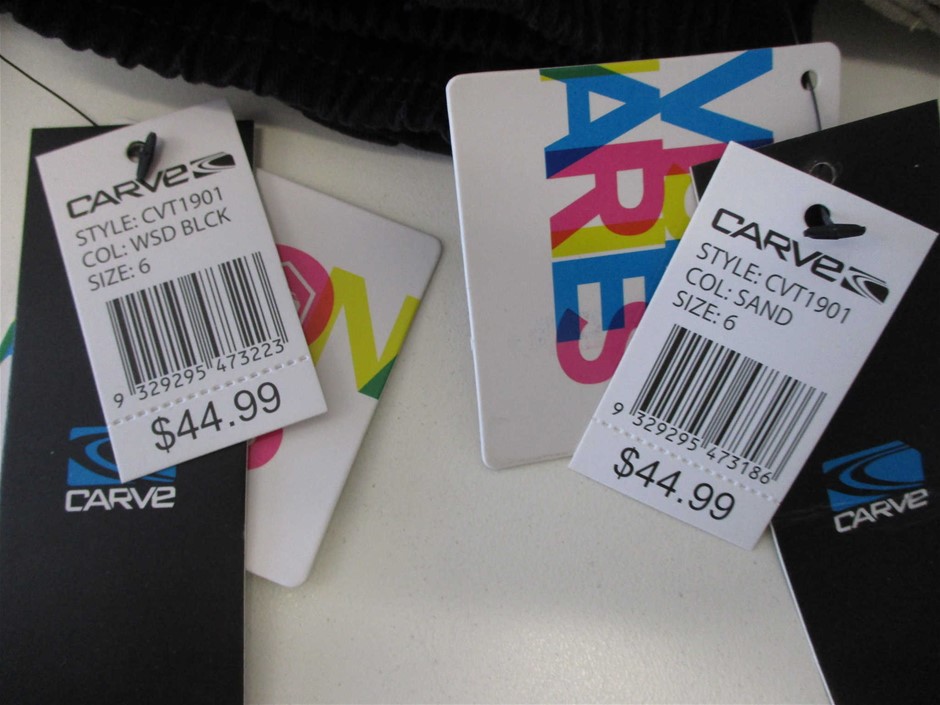 CARVE
STYLE: CVT1901
COL: WSD BLCK
SIZE: 6
9 329295 473223
$44.99
CARVE
CARVE
STYLE: CVT1901
COL: SAND
SIZE: 6
9 329295 473186
$44.99
CARVE